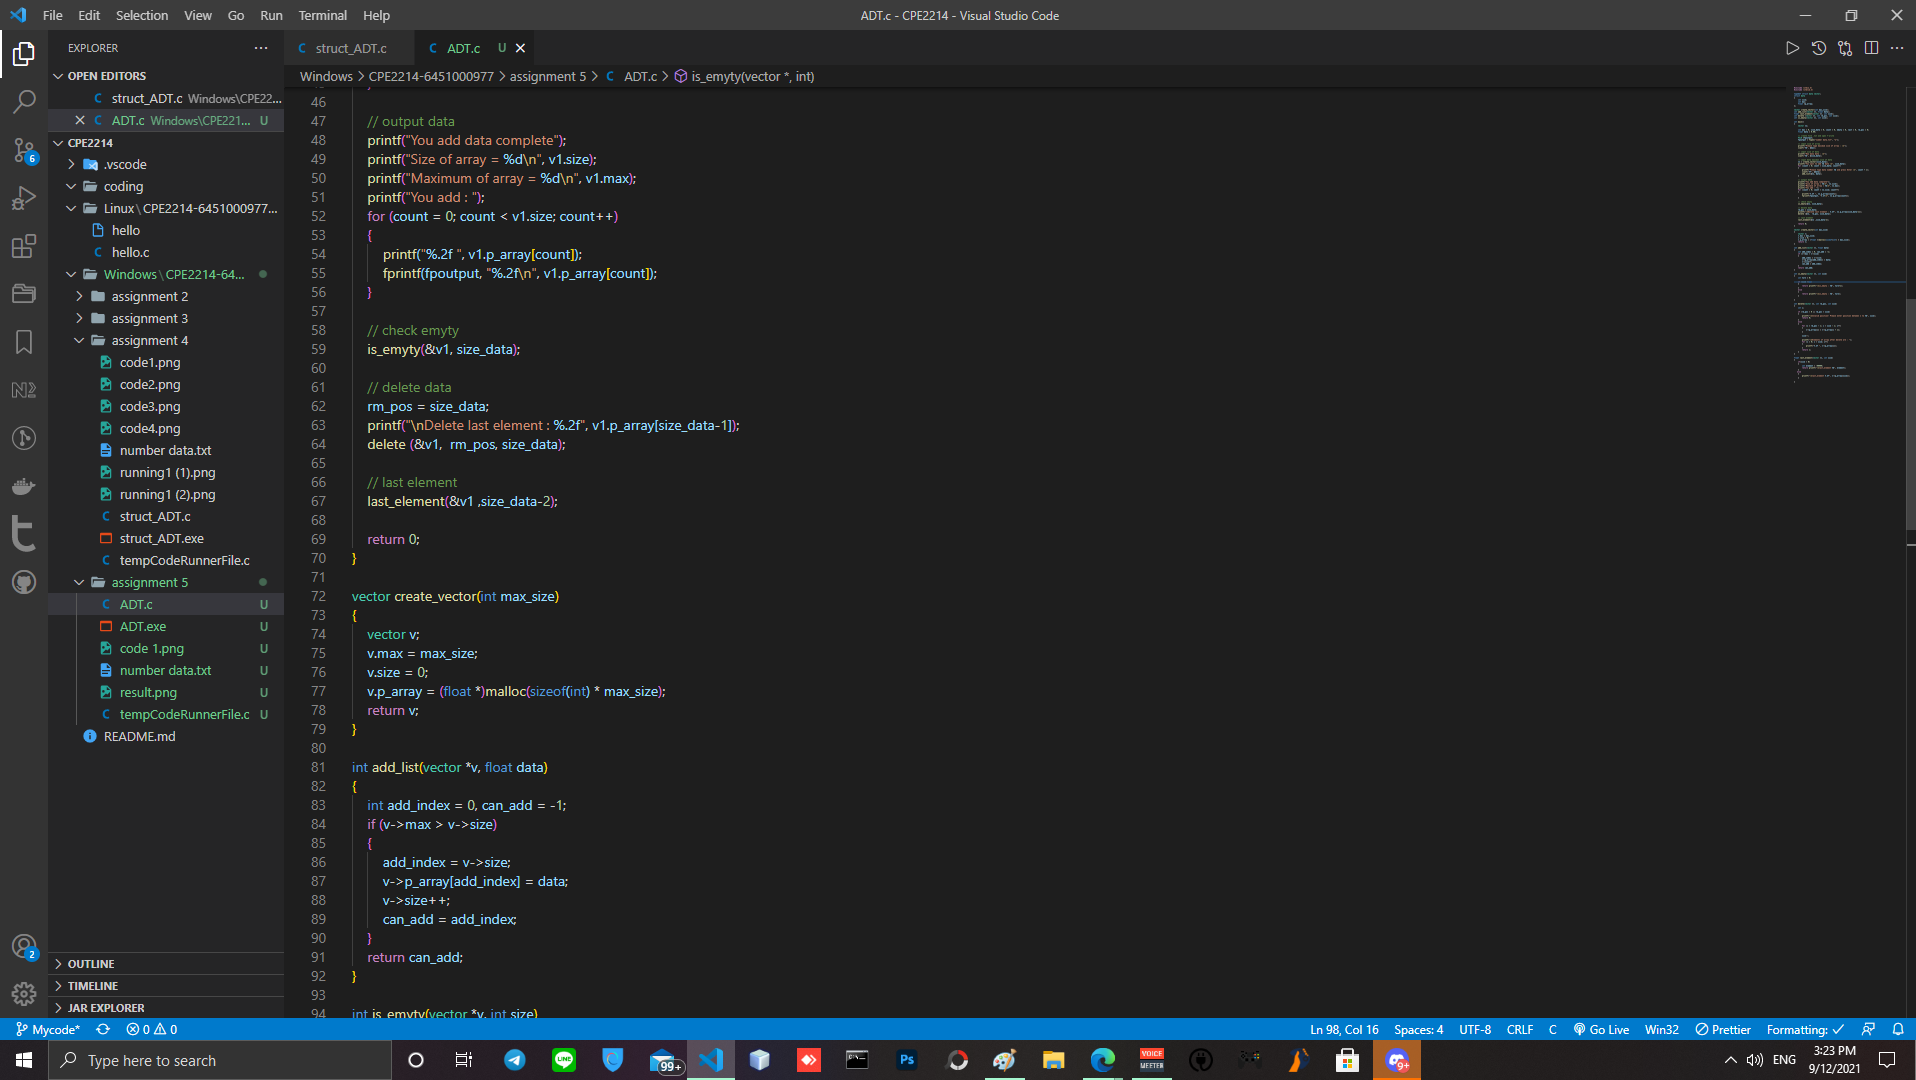 File Edit Selection View Go Run Terminal Help
ADT.c - CPE2214 - Visual Studio Code
EXPLORER
OPEN EDITORS
struct_ADT.c Windows\CPE22...
ADT.c Windows\CPE221... U
CPE2214
.vscode
coding
Linux\CPE2214-6451000977...
hello
hello.c
Windows\CPE2214-64...
assignment 2
assignment 3
assignment 4
code1.png
code2.png
code3.png
code4.png
number data.txt
running1 (1).png
running1 (2).png
struct_ADT.c
struct_ADT.exe
tempCodeRunnerFile.c
assignment 5
ADT.c U
ADT.exe U
code 1.png U
number data.txt U
result.png U
tempCodeRunnerFile.c U
README.md
OUTLINE
TIMELINE
JAR EXPLORER
6
2
struct_ADT.c
ADT.c U
Windows > CPE2214-6451000977 > assignment 5 > C ADT.c > is_emyty(vector *, int)
46
47 // output data
48 printf("You add data complete");
49 printf("Size of array = %d\n", v1.size);
50 printf("Maximum of array = %d\n", v1.max);
51 printf("You add : ");
52 for (count = 0; count < v1.size; count++)
53 {
54 printf("%.2f ", v1.p_array[count]);
55 fprintf(fpoutput, "%.2f\n", v1.p_array[count]);
56 }
57
58 // check emyty
59 is_emyty(&v1, size_data);
60
61 // delete data
62 rm_pos = size_data;
63 printf("\nDelete last element : %.2f", v1.p_array[size_data-1]);
64 delete (&v1,  rm_pos, size_data);
65
66 // last element
67 last_element(&v1 ,size_data-2);
68
69 return 0;
70 }
71
72 vector create_vector(int max_size)
73 {
74 vector v;
75 v.max = max_size;
76 v.size = 0;
77 v.p_array = (float *)malloc(sizeof(int) * max_size);
78 return v;
79 }
80
81 int add_list(vector *v, float data)
82 {
83 int add_index = 0, can_add = -1;
84 if (v->max > v->size)
85 {
86 add_index = v->size;
87 v->p_array[add_index] = data;
88 v->size++;
89 can_add = add_index;
90 }
91 return can_add;
92 }
93
94 int is_emyty(vector *v, int size)
Mycode* 0 0
Ln 98, Col 16 Spaces: 4 UTF-8 CRLF C Go Live Win32 Prettier Formatting:
Type here to search
99+
Ps
VOICE
MEETER
9+
ENG
3:23 PM
9/12/2021